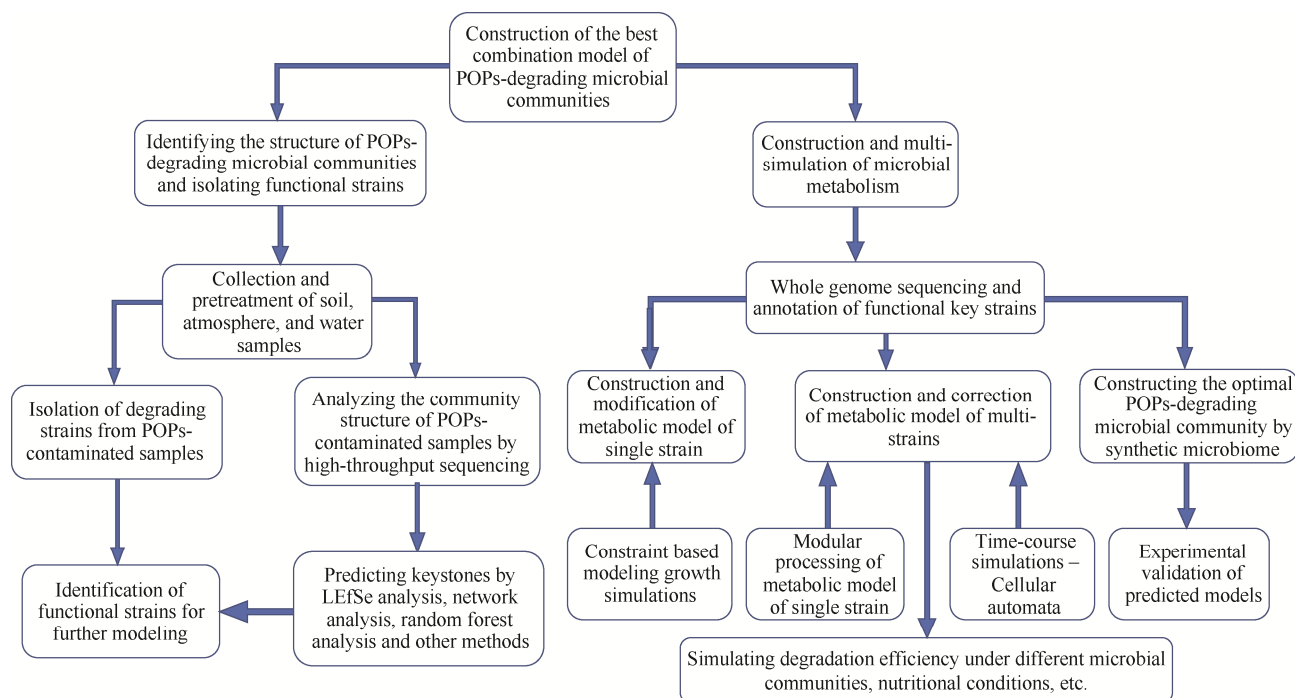 Construction of the best
combination model of
POPs-degrading microbial
communities
Identifying the structure of POPs-
degrading microbial communities
and isolating functional strains
Construction and multi-
simulation of microbial
metabolism
Collection and
pretreatment of soil,
atmosphere, and water
samples
Whole genome sequencing and
annotation of functional key strains
Isolation of degrading
strains from POPs-
contaminated samples
Analyzing the community
structure of POPs-
contaminated samples by
high-throughput sequencing
Construction and
modification of
metabolic model of
single strain
Construction and correction
of metabolic model of multi-
strains
Constructing the optimal
POPs-degrading
microbial community by
synthetic microbiome
Identification of
functional strains for
further modeling
Predicting keystones by
LEfSe analysis, network
analysis, random forest
analysis and other methods
Constraint based
modeling growth
simulations
Modular
processing of
metabolic model
of single strain
Time-course
simulations –
Cellular
automata
Experimental
validation of
predicted models
Simulating degradation efficiency under different microbial
communities, nutritional conditions, etc.